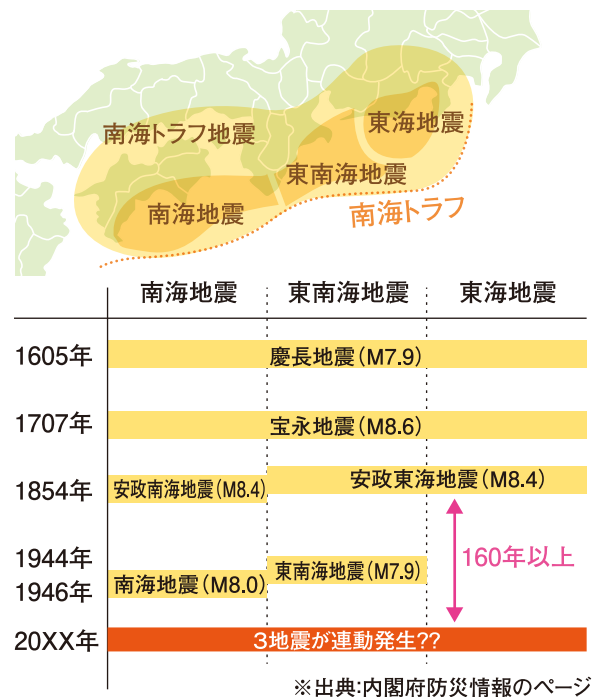 南海トラフ地震
東海地震
東南海地震
南海地震
南海トラフ
南海地震 東南海地震 東海地震
1605年 慶長地震(M7.9)
1707年 宝永地震(M8.6)
1854年 安政南海地震(M8.4) 安政東海地震(M8.4)
160年以上
1944年 東南海地震(M7.9)
1946年 南海地震(M8.0)
20XX年 3地震が連動発生??
※出典:内閣府防災情報のページ